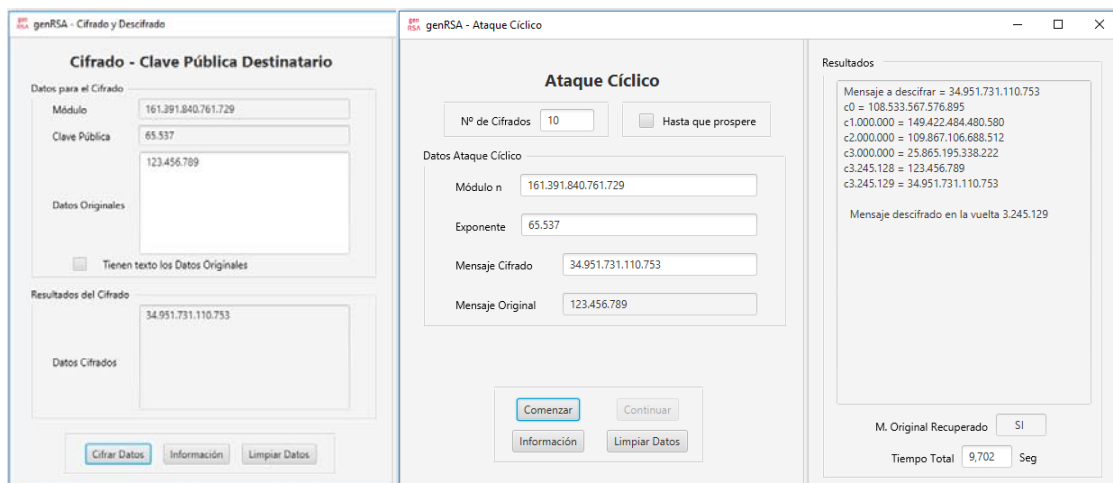 genRSA - Cifrado y Descifrado
Cifrado - Clave Pública Destinatario
Datos para el Cifrado
Módulo 161.391.840.761.729
Clave Pública 65.537
Datos Originales 123.456.789
Tienen texto los Datos Originales
Resultados del Cifrado
Datos Cifrados 34.951.731.110.753
Cifrar Datos Información Limpiar Datos
gen RSA genRSA - Ataque Cíclico
Ataque Cíclico
Nº de Cifrados 10 Hasta que prospere
Datos Ataque Cíclico
Módulo n 161.391.840.761.729
Exponente 65.537
Mensaje Cifrado 34.951.731.110.753
Mensaje Original 123.456.789
Comenzar Continuar
Información Limpiar Datos
Resultados
Mensaje a descifrar = 34.951.731.110.753
c0 = 108.533.567.576.895
c1.000.000 = 149.422.484.480.580
c2.000.000 = 109.867.106.688.512
c3.000.000 = 25.865.195.338.222
c3.245.128 = 123.456.789
c3.245.129 = 34.951.731.110.753
Mensaje descifrado en la vuelta 3.245.129
M. Original Recuperado SI
Tiempo Total 9,702 Seg